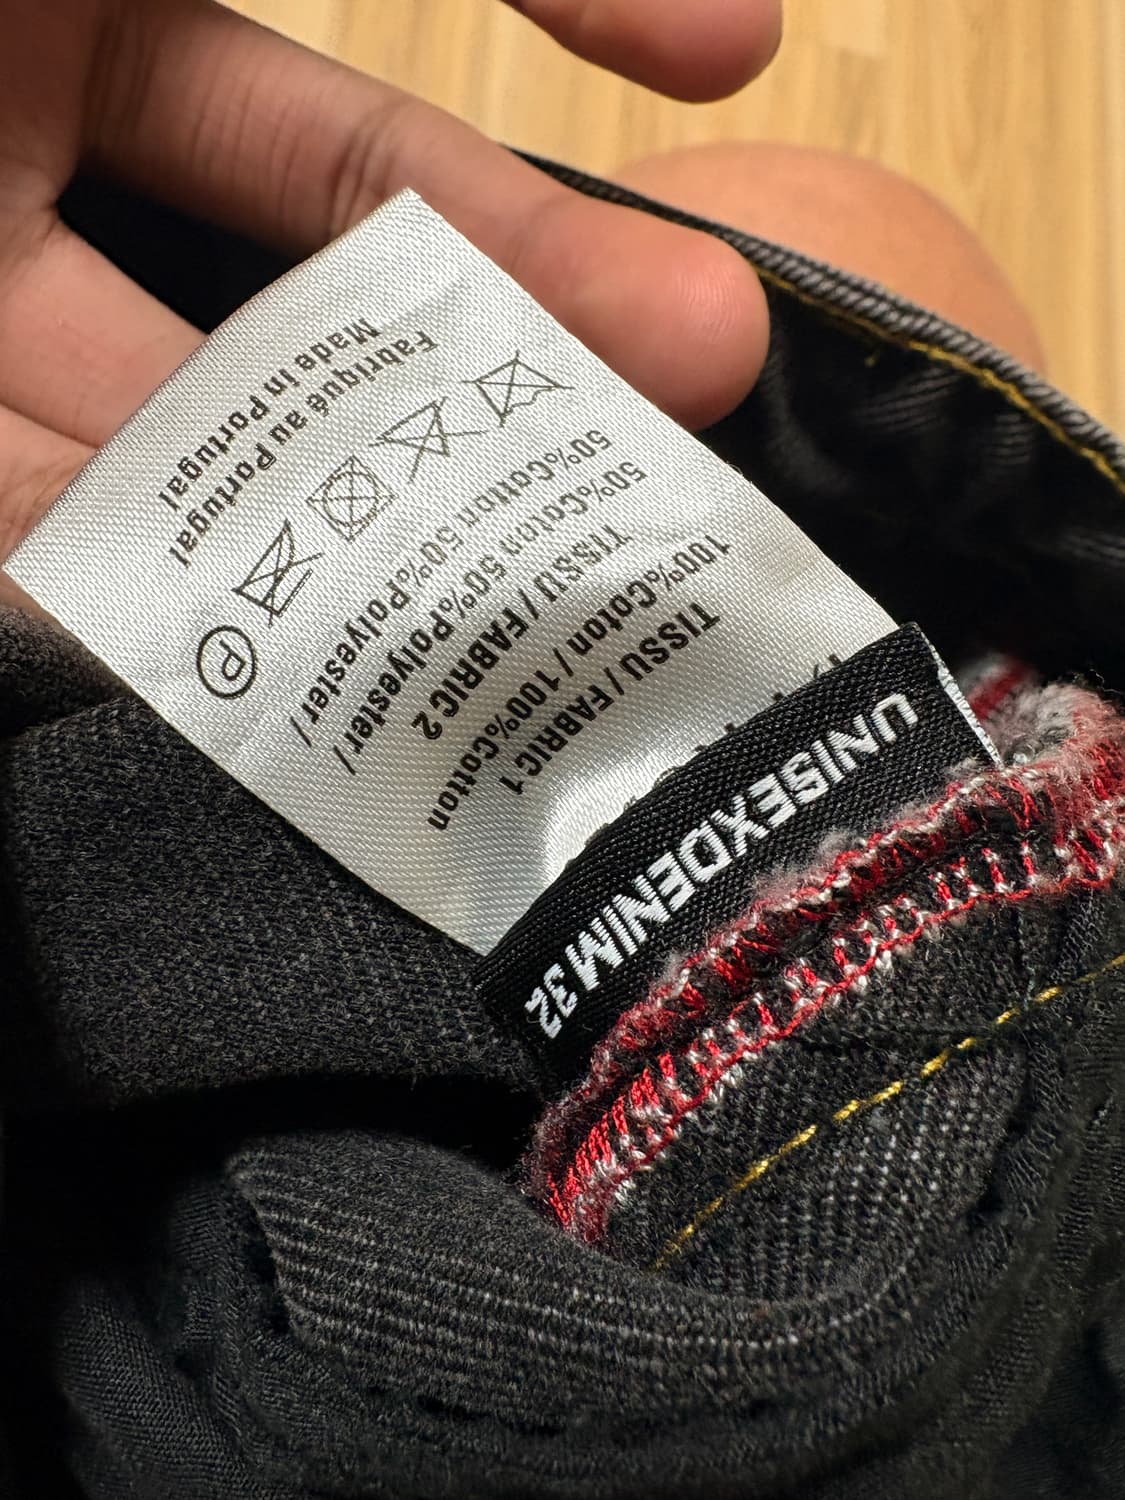 UNISEXDENIM 32
TISSU / FABRIC 1
100%Coton / 100%Cotton
TISSU / FABRIC 2
50%Coton 50%Polyester/
50%Cotton 50%Polyester/
P
Fabriqué au Portugal
Made in Portugal